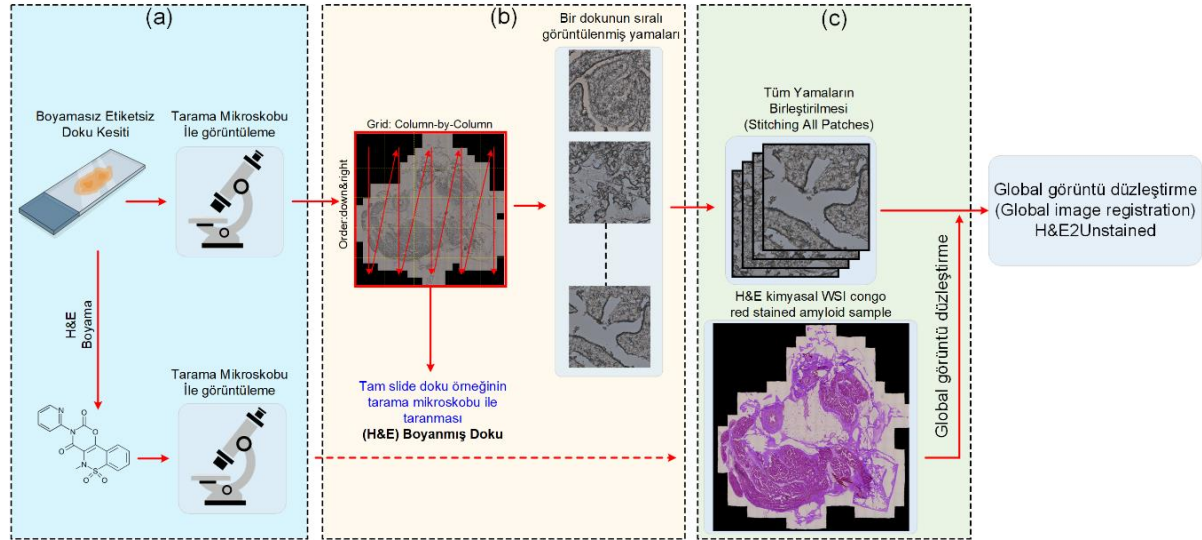 (a)
Boyamasız Etiketsiz
Doku Kesiti
Tarama Mikroskobu
İle görüntüleme
H&E
Boyama
Tarama Mikroskobu
İle görüntüleme
N
O
O
N
O
O
N
S
O
O
(b)
Bir dokunun sıralı
görüntülenmiş yamaları
Grid: Column-by-Column
Order:down&right
Tam slide doku örneğinin
tarama mikroskobu ile
taranması
(H&E) Boyanmış Doku
(c)
Tüm Yamaların
Birleştirilmesi
(Stitching All Patches)
H&E kimyasal WSI congo
red stained amyloid sample
Global görüntü düzleştirme
Global görüntü düzleştirme
(Global image registration)
H&E2Unstained